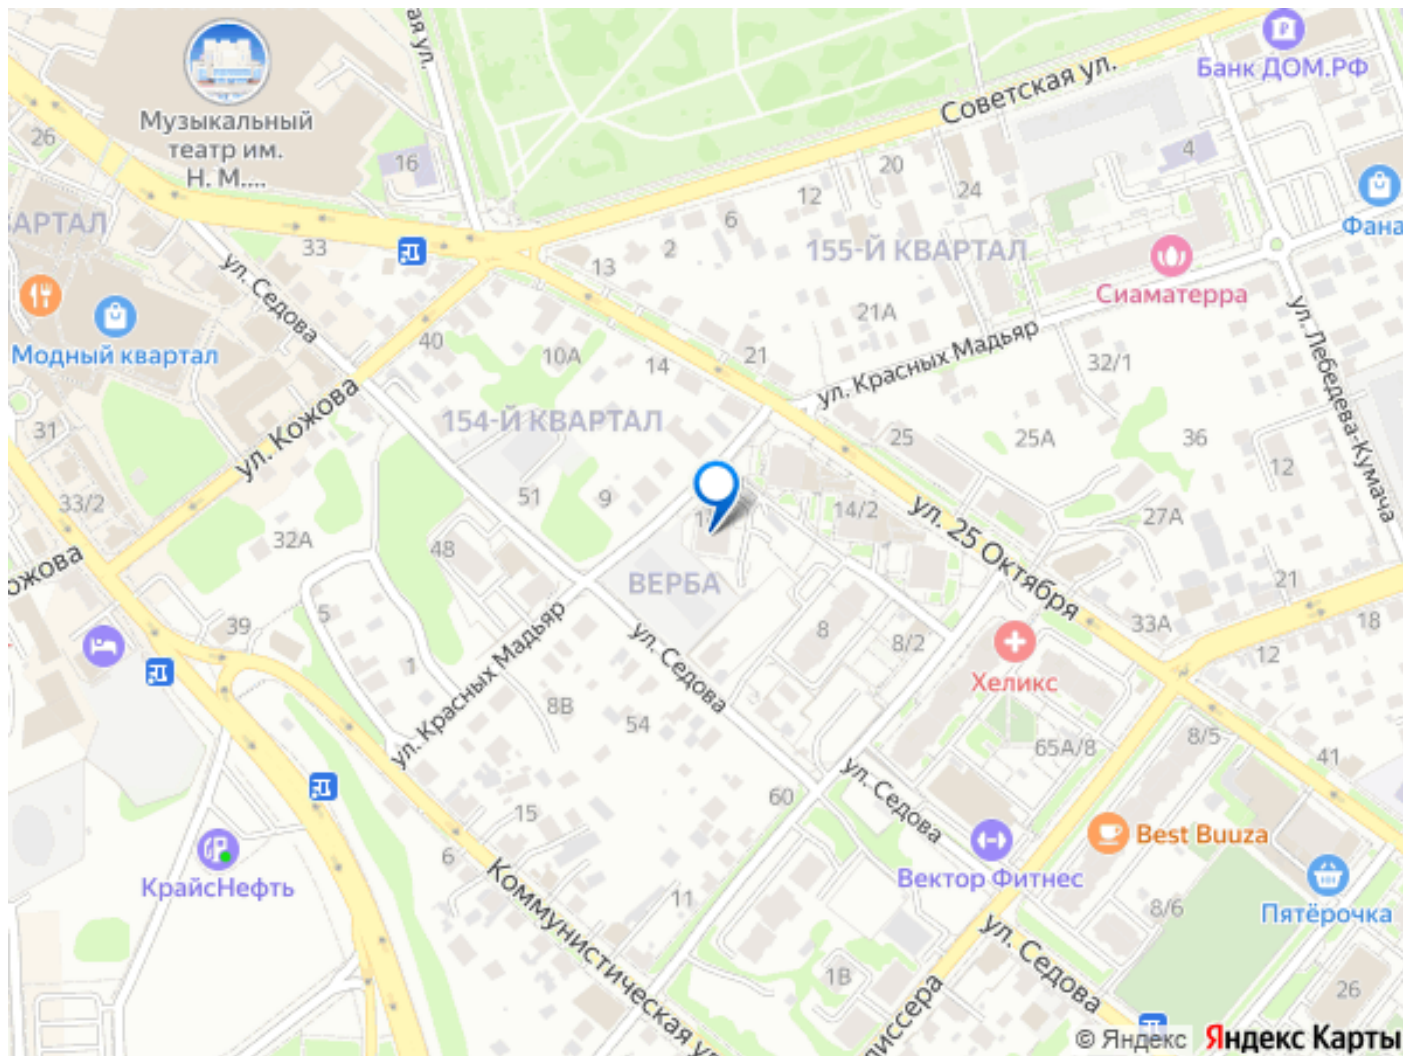 Банк ДОМ.РФ
ая ул.
Советская ул.
Музыкальный
театр им.
Н. М....
26
16
4
20
24
12
6
2
АРТАЛ
33
ул. Седова
13
155-Й КВАРТАЛ
Фана
Сиаматерра
21А
ул. Лебедева-Кумача
Модный квартал
40
10А
14
21
ул. Красных Мадьяр
32/1
ул. Кожова
154-Й КВАРТАЛ
31
25
25А
36
12
33/2
51
9
14/2
ул. 25 Октября
27А
32А
48
ожова
ВЕРБА
21
5
39
ул. Красных Мадьяр
ул. Седова
8
8/2
33А
18
12
1
Хеликс
8В
54
65А/8
8/5
41
60
ул. Седова
15
6
Best Buuza
КрайсНефть
Вектор Фитнес
Пятёрочка
11
8/6
Коммунистическая у
ул. Седова
1В
лиссера
26
© Яндекс Яндекс Карты